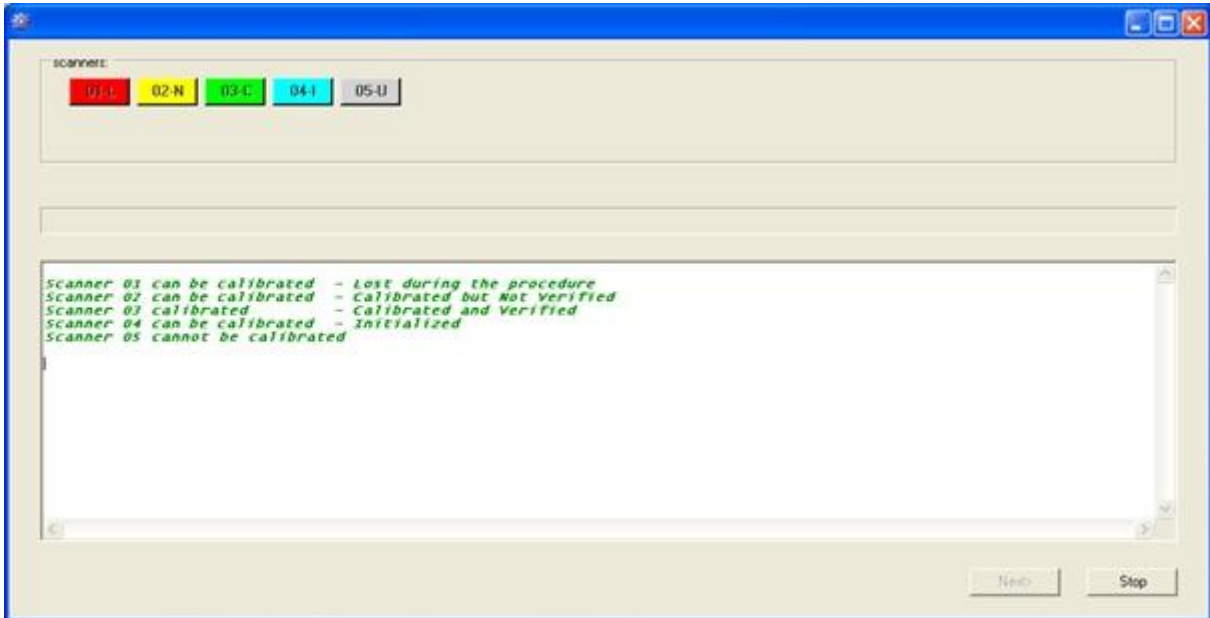 scanners:
01-L 02-N 03-C 04-I 05-U
Scanner 01 can be calibrated - Lost during the procedure
Scanner 02 can be calibrated - Calibrated but Not Verified
Scanner 03 calibrated - Calibrated and Verified
Scanner 04 can be calibrated - Initialized
Scanner 05 cannot be calibrated
Stop